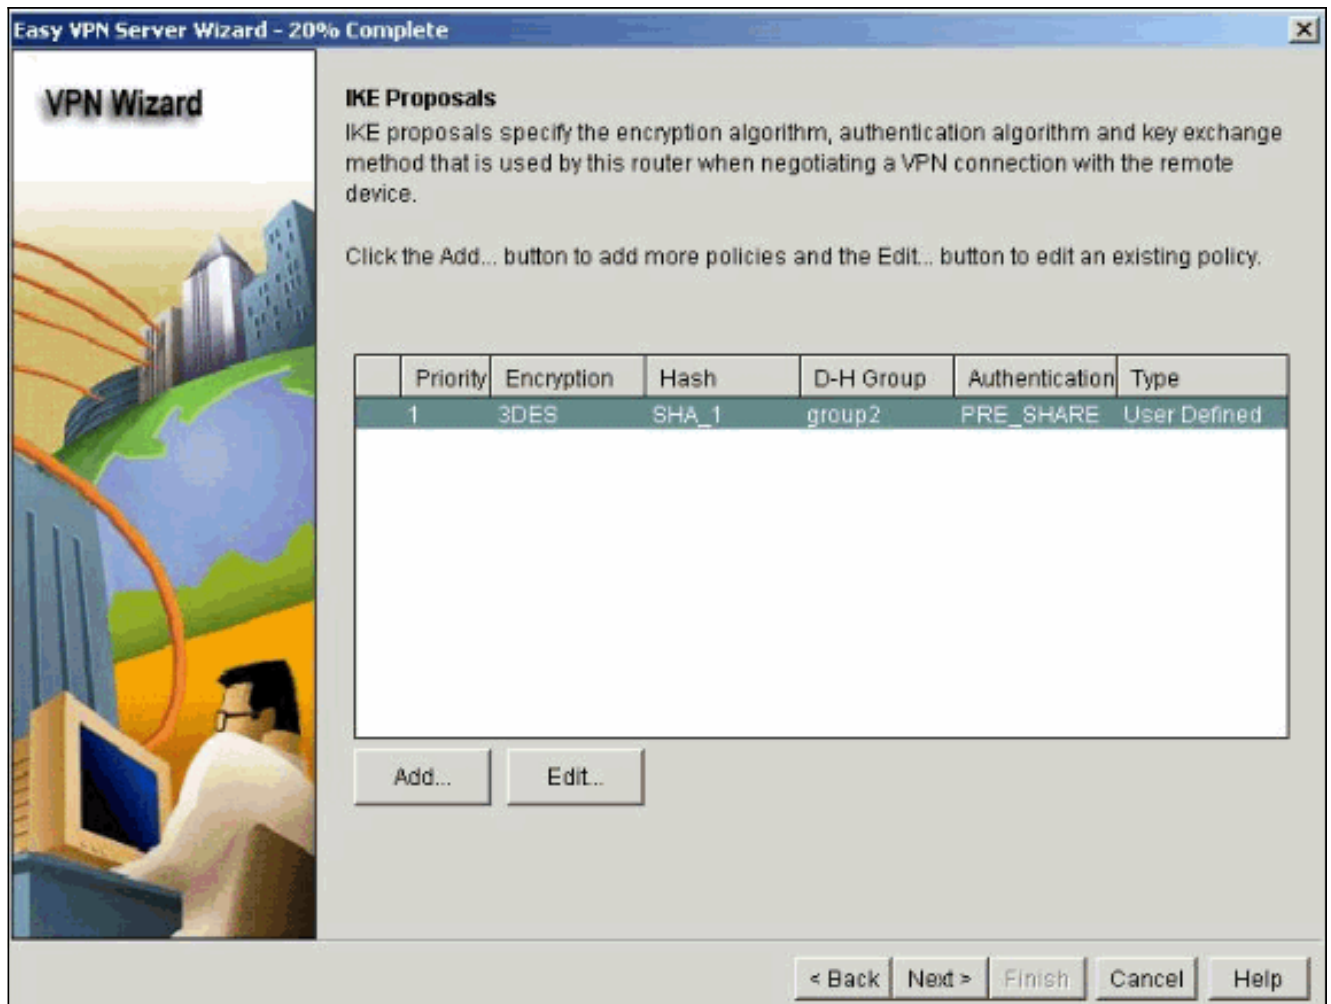 Easy VPN Server Wizard - 20% Complete
VPN Wizard
IKE Proposals
IKE proposals specify the encryption algorithm, authentication algorithm and key exchange
method that is used by this router when negotiating a VPN connection with the remote
device.
Click the Add... button to add more policies and the Edit... button to edit an existing policy.
Priority Encryption Hash D-H Group Authentication Type
1 3DES SHA_1 group2 PRE_SHARE User Defined
Add... Edit...
< Back Next > Finish Cancel Help